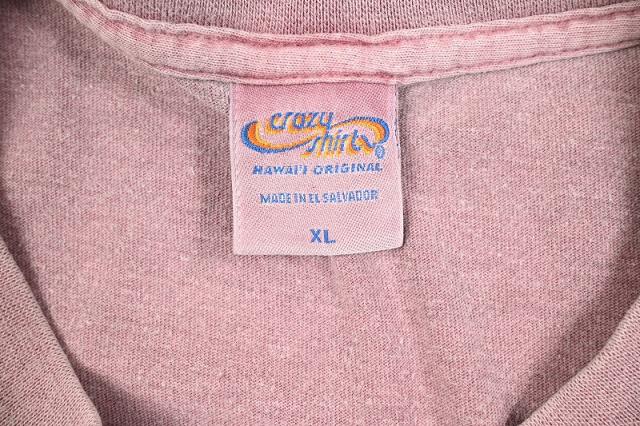 crazy
shirts®
HAWAI'I ORIGINAL
MADE IN EL SALVADOR
XL